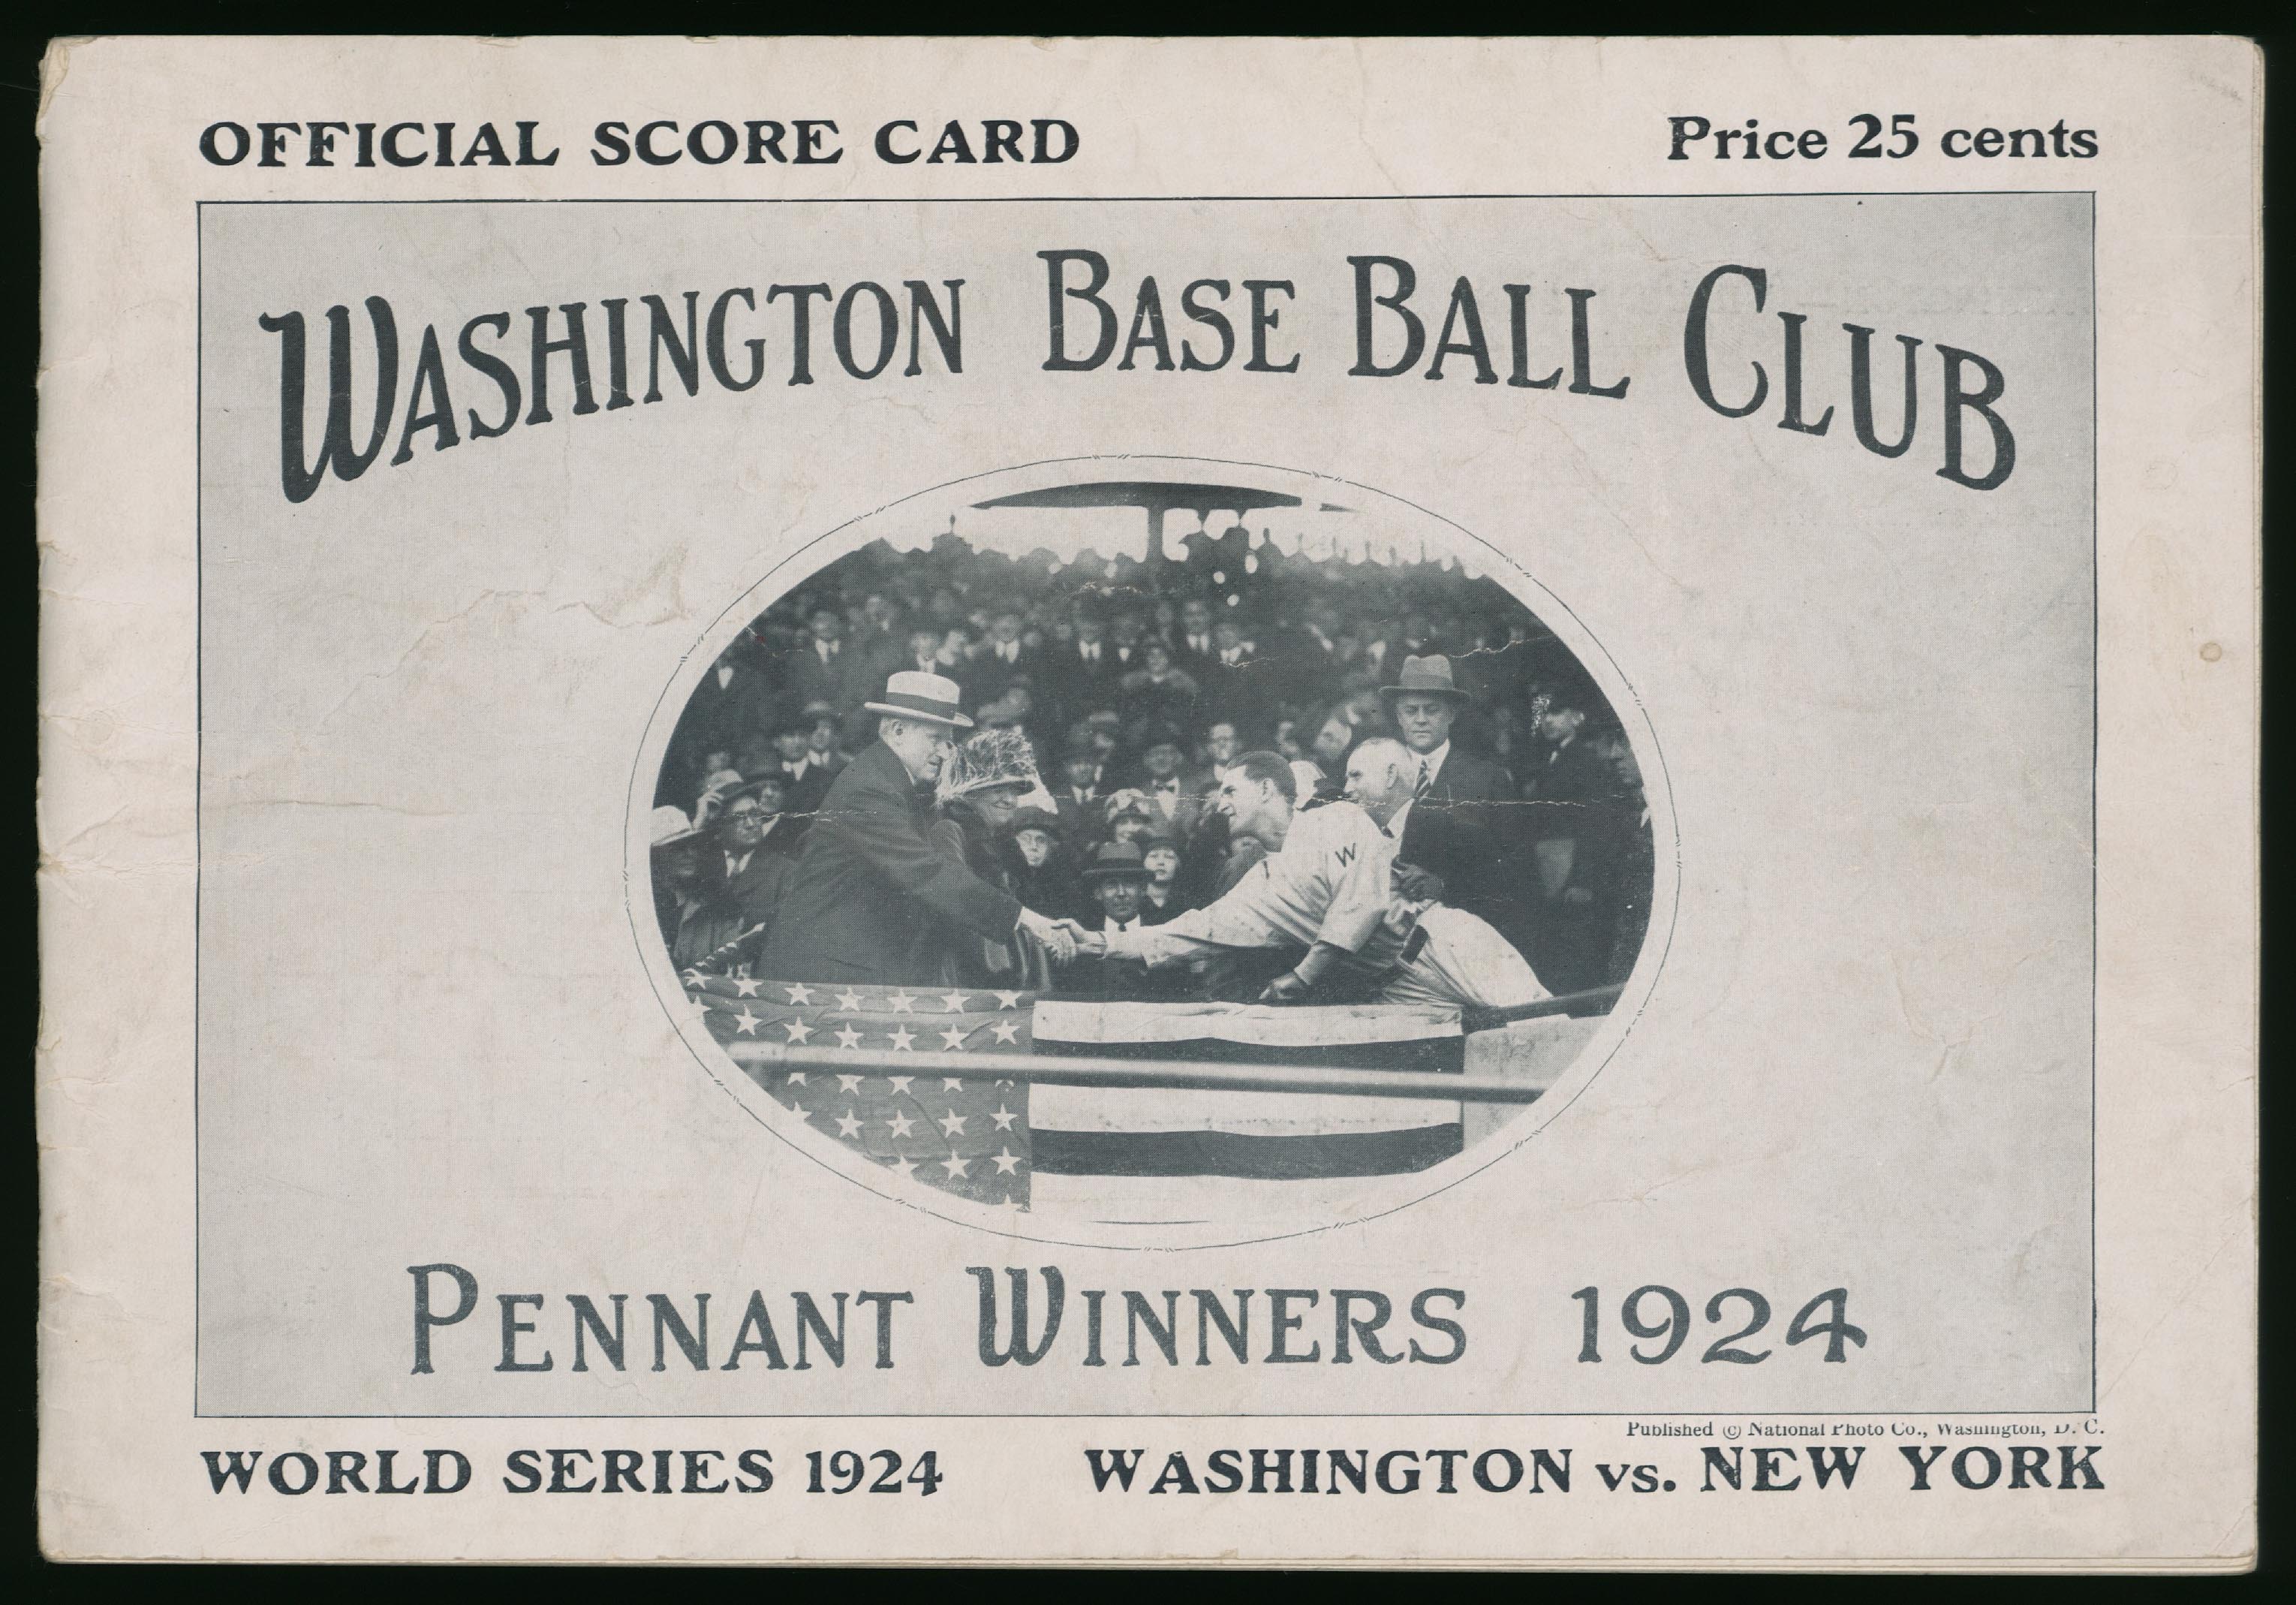 OFFICIAL SCORE CARD
Price 25 cents
WASHINGTON BASE BALL CLUB
W
PENNANT WINNERS 1924
Published © National Photo Co., Washington, D. C.
WORLD SERIES 1924
WASHINGTON vs. NEW YORK